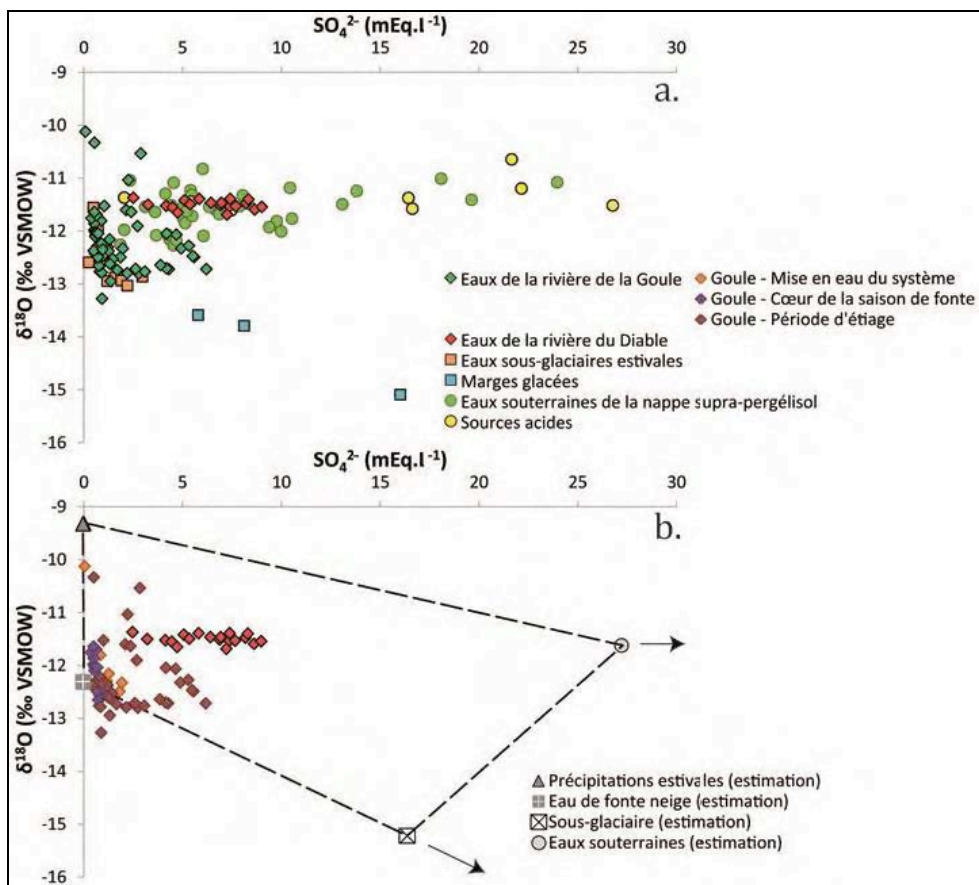 SO₄²⁻ (mEq.l⁻¹)
0 5 10 15 20 25 30
a.
δ¹⁸O (‰ VSMOW)
-9
-10
-11
-12
-13
-14
-15
-16
Eaux de la rivière de la Goule
Goule - Mise en eau du système
Goule - Cœur de la saison de fonte
Goule - Période d'étiage
Eaux de la rivière du Diable
Eaux sous-glaciaires estivales
Marges glacées
Eaux souterraines de la nappe supra-pergélisol
Sources acides
SO₄²⁻ (mEq.l⁻¹)
0 5 10 15 20 25 30
b.
δ¹⁸O (‰ VSMOW)
-9
-10
-11
-12
-13
-14
-15
-16
Précipitations estivales (estimation)
Eau de fonte neige (estimation)
Sous-glaciaire (estimation)
Eaux souterraines (estimation)